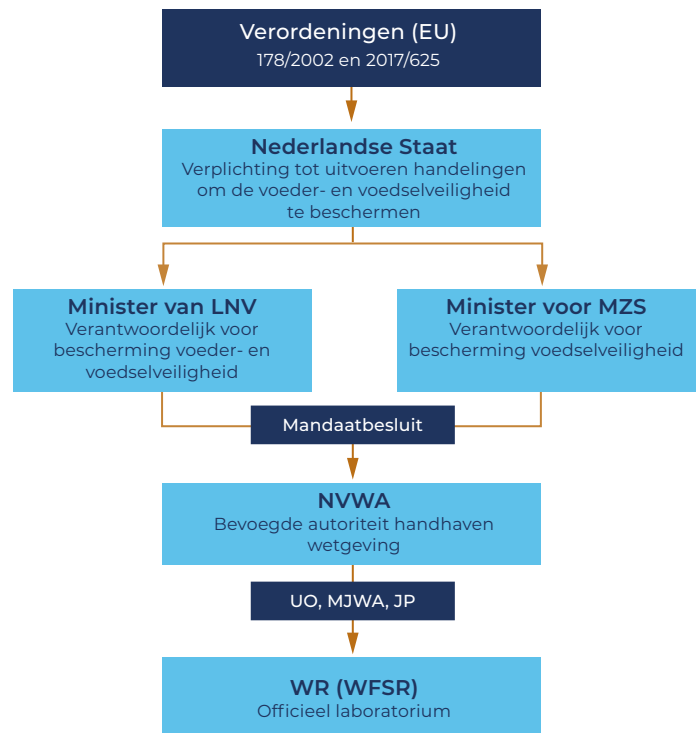 Verordeningen (EU)
178/2002 en 2017/625
Nederlandse Staat
Verplichting tot uitvoeren handelingen
om de voeder- en voedselveiligheid
te beschermen
Minister van LNV
Verantwoordelijk voor
bescherming voeder- en
voedselveiligheid
Minister voor MZS
Verantwoordelijk voor
bescherming voedselveiligheid
Mandaatbesluit
NVWA
Bevoegde autoriteit handhaven
wetgeving
UO, MJWA, JP
WR (WFSR)
Officieel laboratorium